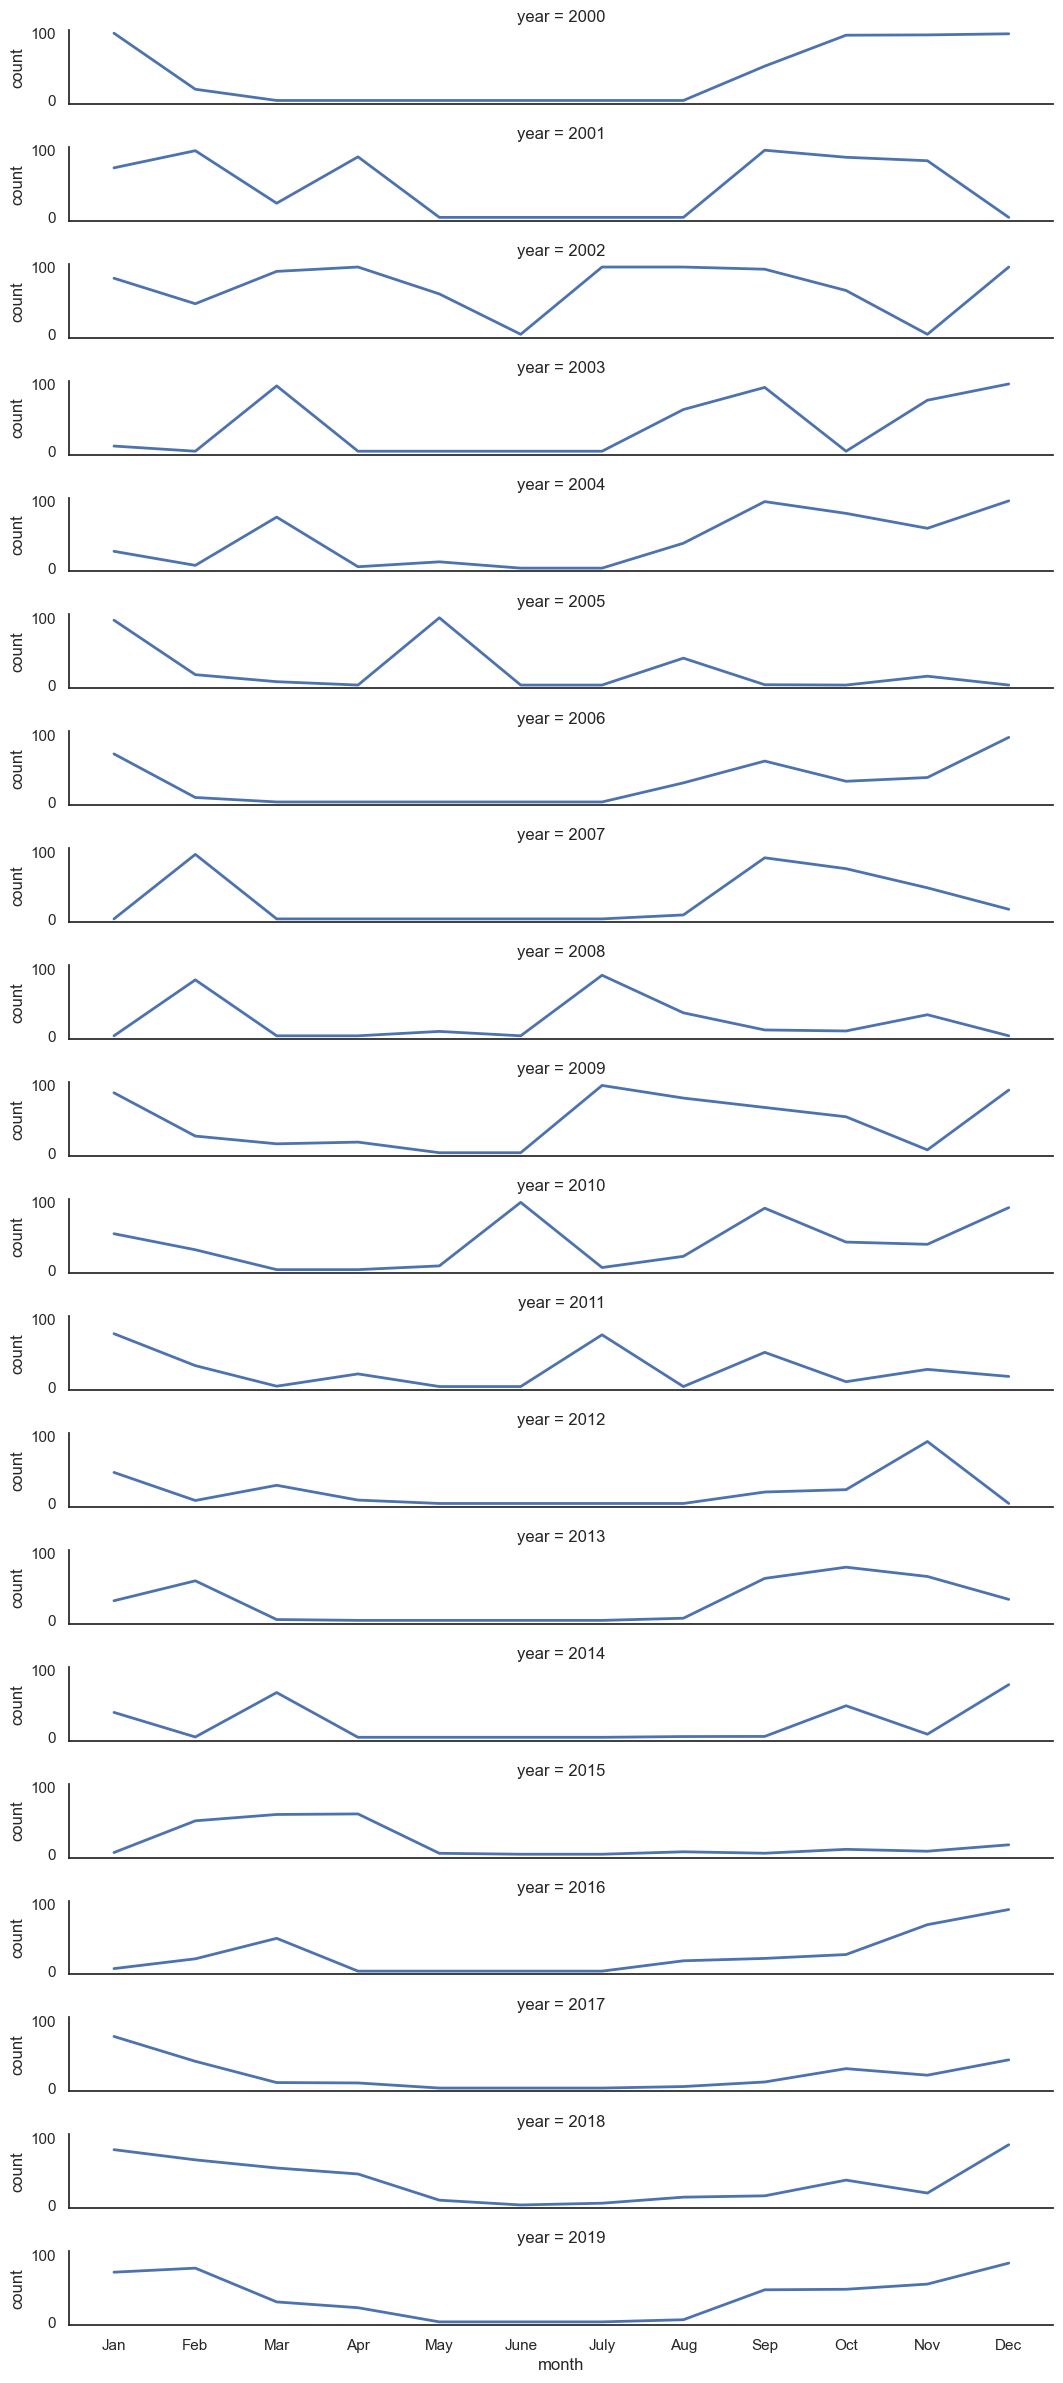 year = 2000
100
count
0
year = 2001
100
count
0
year = 2002
100
count
0
year = 2003
100
count
0
year = 2004
100
count
0
year = 2005
100
count
0
year = 2006
100
count
0
year = 2007
100
count
0
year = 2008
100
count
0
year = 2009
100
count
0
year = 2010
100
count
0
year = 2011
100
count
0
year = 2012
100
count
0
year = 2013
100
count
0
year = 2014
100
count
0
year = 2015
100
count
0
year = 2016
100
count
0
year = 2017
100
count
0
year = 2018
100
count
0
year = 2019
100
count
0
Jan Feb Mar Apr May June July Aug Sep Oct Nov Dec
month